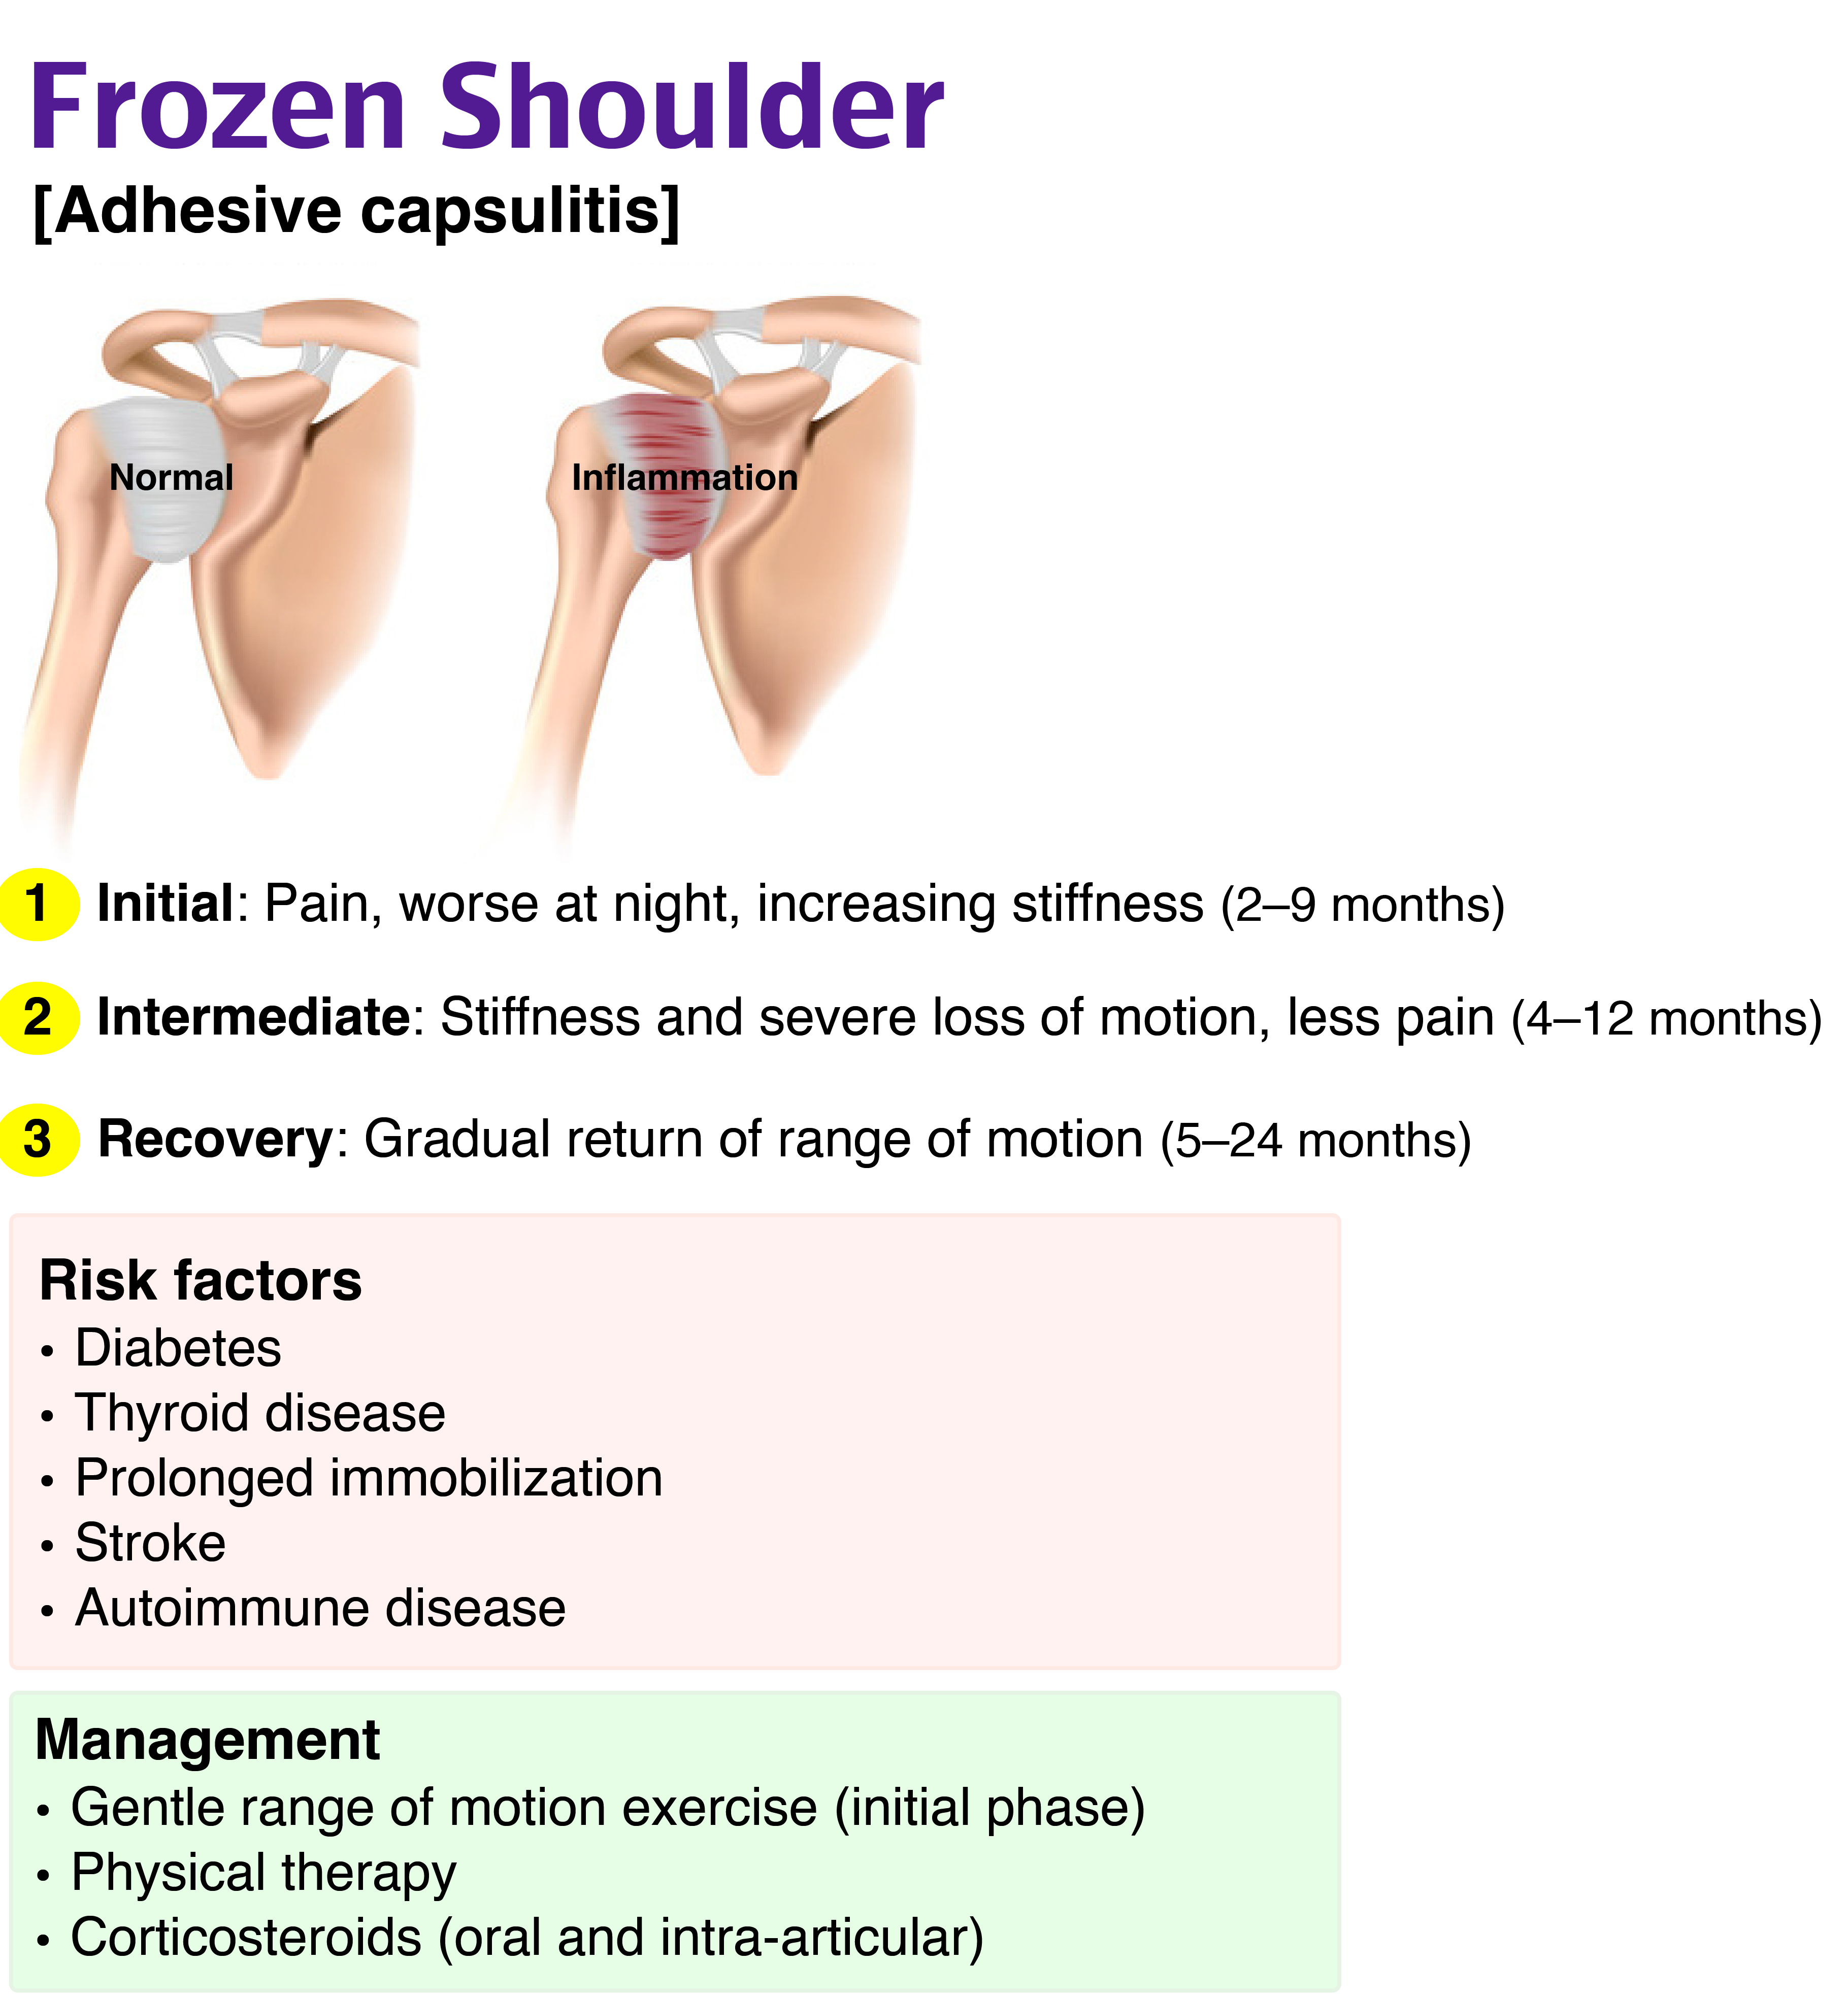 Frozen Shoulder
[Adhesive capsulitis]
Normal
Inflammation
1 Initial: Pain, worse at night, increasing stiffness (2–9 months)
2 Intermediate: Stiffness and severe loss of motion, less pain (4–12 months)
3 Recovery: Gradual return of range of motion (5–24 months)
Risk factors
• Diabetes
• Thyroid disease
• Prolonged immobilization
• Stroke
• Autoimmune disease
Management
• Gentle range of motion exercise (initial phase)
• Physical therapy
• Corticosteroids (oral and intra-articular)